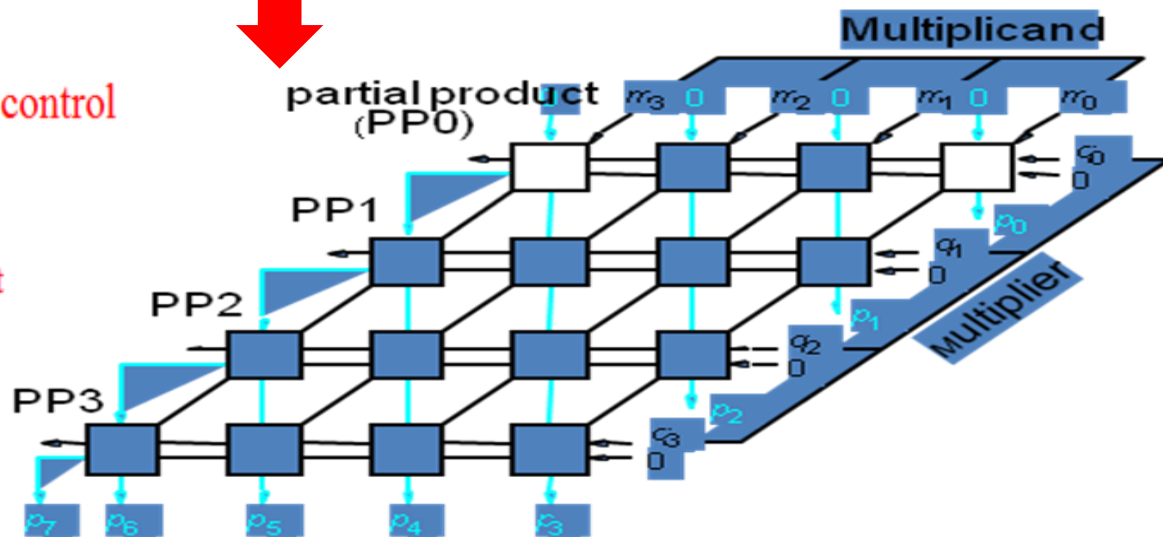 Multiplicand
control
partial product
m3 0 m2 0 m1 0 m0
(PP0)
q0
0
PP1
p0
q1
0
Multiplier
PP2
p1
q2
0
PP3
p2
q3
0
p7 p6 p5 p4 p3